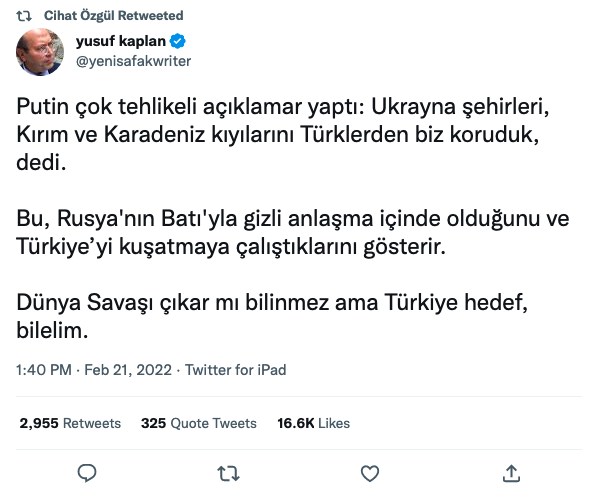 Cihat Özgül Retweeted
yusuf kaplan
@yenisafakwriter
Putin çok tehlikeli açıklamar yaptı: Ukrayna şehirleri,
Kırım ve Karadeniz kıyılarını Türklerden biz koruduk,
dedi.
Bu, Rusya'nın Batı'yla gizli anlaşma içinde olduğunu ve
Türkiye’yi kuşatmaya çalıştıklarını gösterir.
Dünya Savaşı çıkar mı bilinmez ama Türkiye hedef,
bilelim.
1:40 PM · Feb 21, 2022 · Twitter for iPad
2,955 Retweets 325 Quote Tweets 16.6K Likes